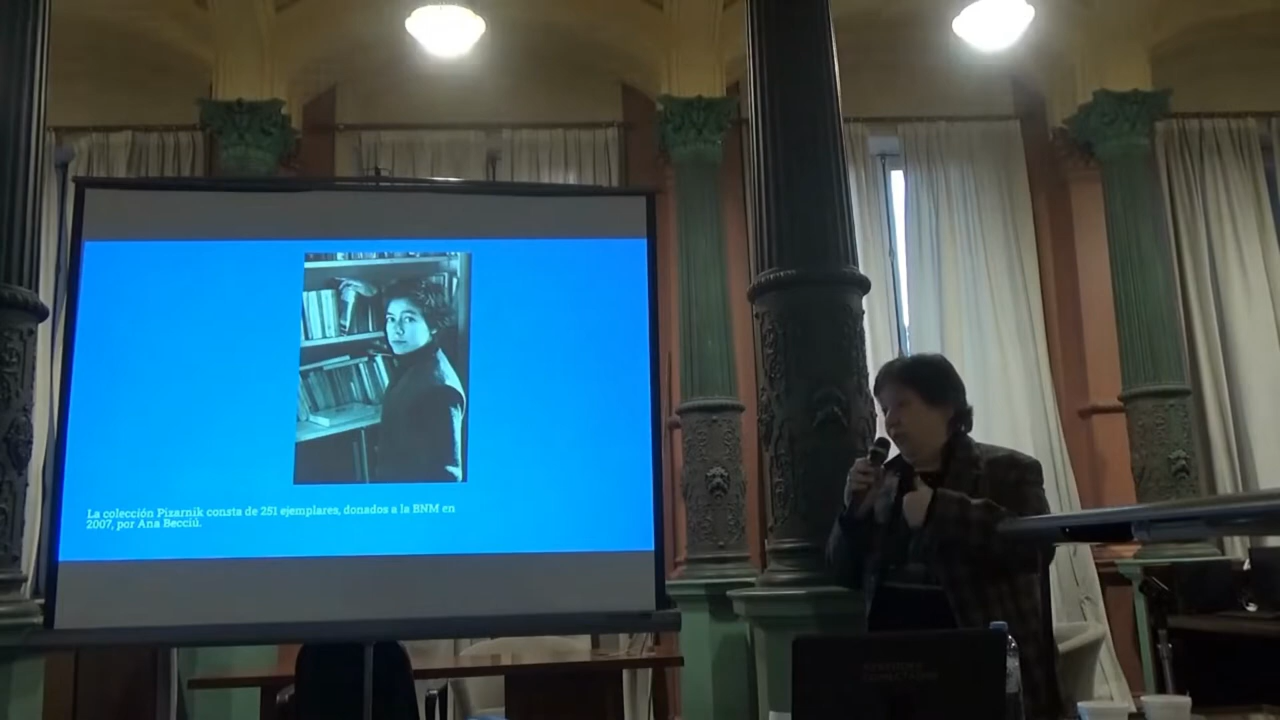 La colección Pizarnik consta de 251 ejemplares, donados a la BNM en
2007, por Ana Becciú.